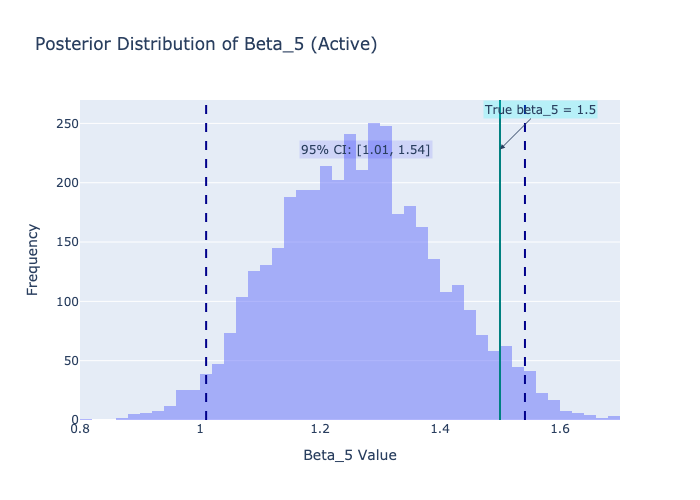 Posterior Distribution of Beta_5 (Active)
True beta_5 = 1.5
95% CI: [1.01, 1.54]
250
200
150
100
50
0
Frequency
0.8 1 1.2 1.4 1.6
Beta_5 Value